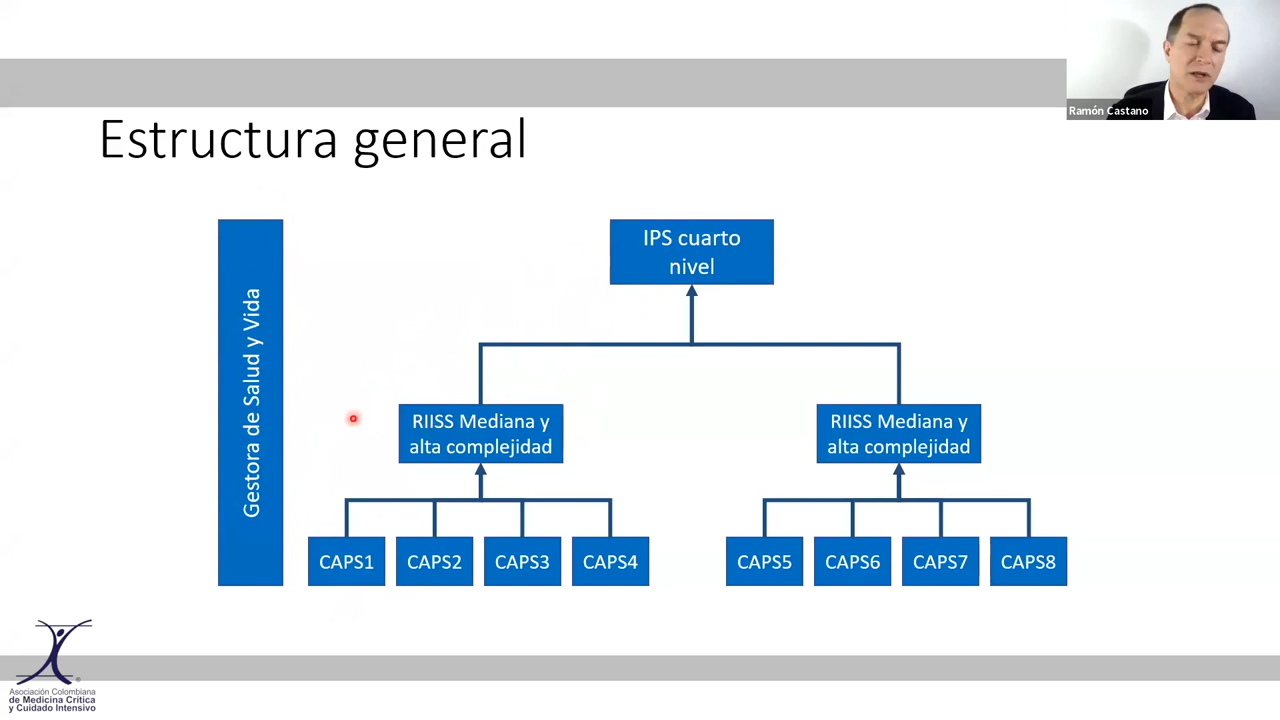 Ramón Castano
Estructura general
Gestora de Salud y Vida
IPS cuarto
nivel
RIISS Mediana y
alta complejidad
RIISS Mediana y
alta complejidad
CAPS1
CAPS2
CAPS3
CAPS4
CAPS5
CAPS6
CAPS7
CAPS8
Asociación Colombiana
de Medicina Crítica
y Cuidado Intensivo